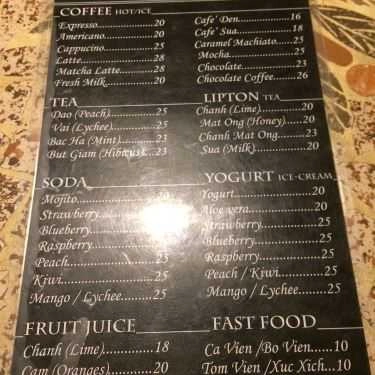 COFFEE HOT/ICE
Expresso..................20
Americano...............20
Cappucino...............25
Latte.........................28
Matcha Latte...........28
Fresh Milk................20
Cafe' Den..................16
Cafe' Sua..................18
Caramel Machiato....25
Mocha.......................25
Chocolate..................23
Chocolate Coffee........26
TEA
Dao (Peach)..............25
Vai (Lychee).............25
Bac Ha (Mint)...........23
But Giam (Hibicus)...23
LIPTON TEA
Chanh (Lime)............20
Mat Ong (Honey)......20
Chanh Mat Ong.........23
Sua (Milk).................20
SODA
Mojito.......................20
Strawberry...............25
Blueberry.................25
Raspberry................25
Peach.......................25
Kiwi.........................25
Mango / Lychee........25
YOGURT ICE-CREAM
Yogurt......................20
Aloe vera..................20
Strawberry...............25
Blueberry.................25
Raspberry................25
Peach / Kiwi.............25
Mango / Lychee.........25
FRUIT JUICE
Chanh (Lime)............18
Cam (Oranges)..........20
FAST FOOD
Ca Vien /Bo Vien......10
Tom Vien /Xuc Xich....10